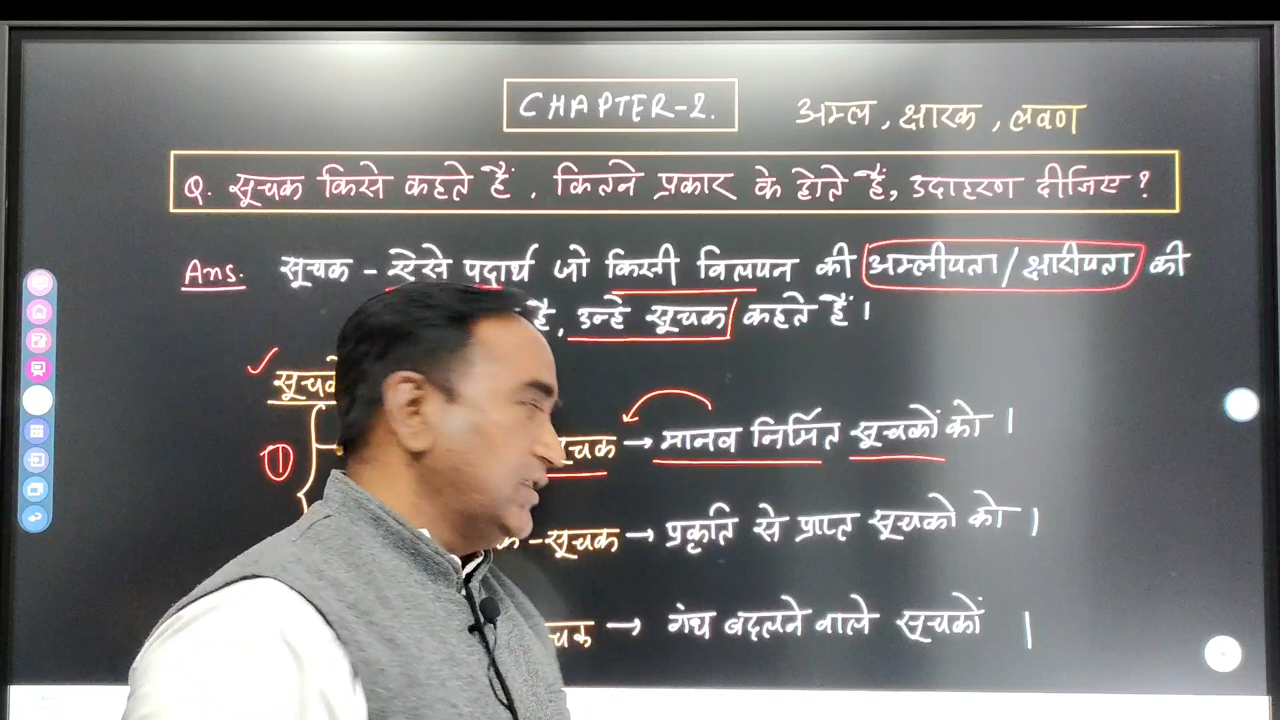 CHAPTER-2. अम्ल, क्षारक, लवण
Q. सूचक किसे कहते हैं, कितने प्रकार के होते हैं, उदाहरण दीजिए?
Ans. सूचक - ऐसे पदार्थ जो किसी विलयन की अम्लीयता/क्षारीयता की
है, उन्हे सूचक कहते हैं।
① सूचक → मानव निर्मित सूचकों को।
-सूचक → प्रकृति से प्राप्त सूचको को।
→ गंध बदलने वाले सूचकों ।